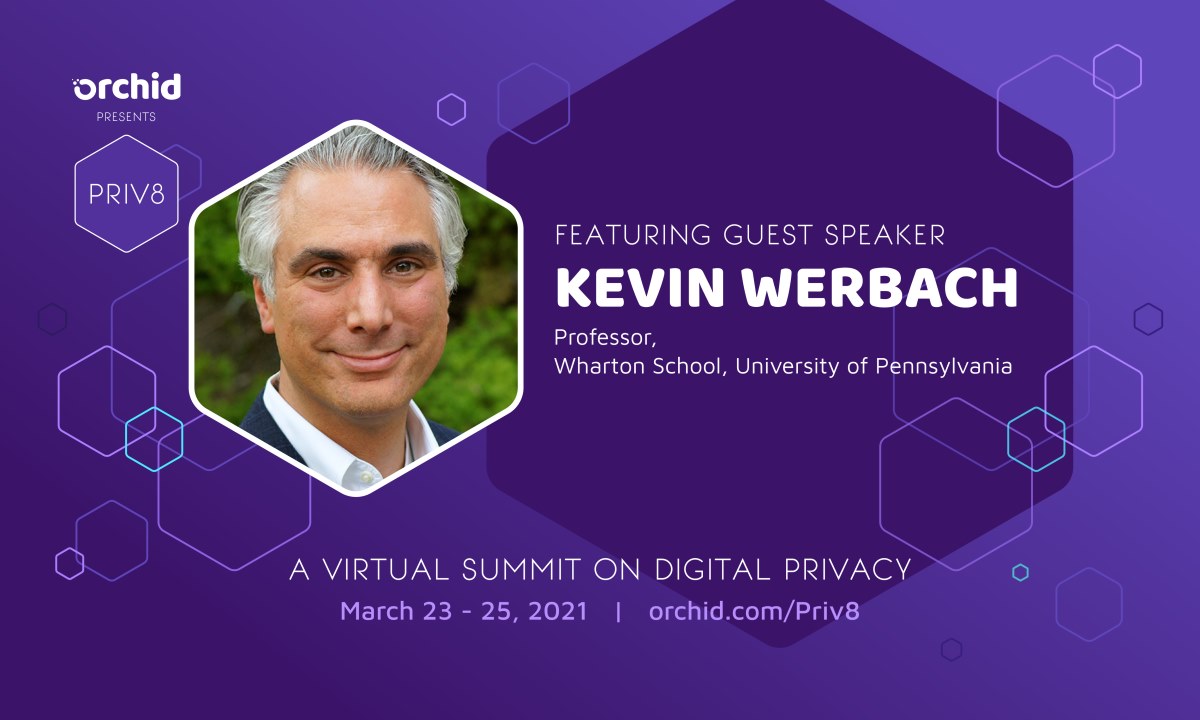 orchid
PRESENTS
PRIV8
FEATURING GUEST SPEAKER
KEVIN WERBACH
Professor,
Wharton School, University of Pennsylvania
A VIRTUAL SUMMIT ON DIGITAL PRIVACY
March 23 - 25, 2021 | orchid.com/Priv8